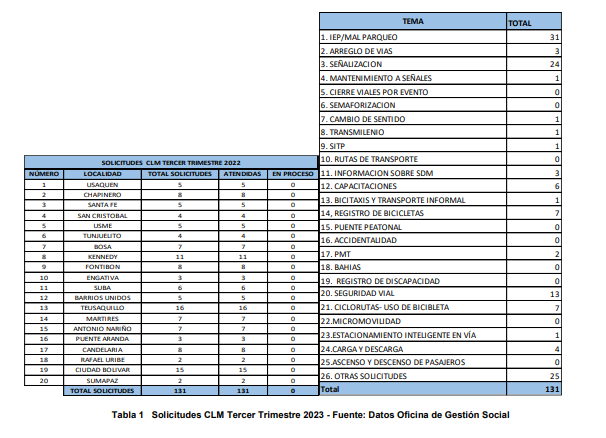 SOLICITUDES CLM TERCER TRIMESTRE 2022
NÚMERO LOCALIDAD TOTAL SOLICITUDES ATENDIDAS EN PROCESO
1 USAQUEN 5 5 0
2 CHAPINERO 8 8 0
3 SANTA FE 5 5 0
4 SAN CRISTOBAL 4 4 0
5 USME 5 5 0
6 TUNJUELITO 4 4 0
7 BOSA 7 7 0
8 KENNEDY 11 11 0
9 FONTIBON 8 8 0
10 ENGATIVA 3 3 0
11 SUBA 6 6 0
12 BARRIOS UNIDOS 5 5 0
13 TEUSAQUILLO 16 16 0
14 MARTIRES 7 7 0
15 ANTONIO NARIÑO 7 7 0
16 PUENTE ARANDA 3 3 0
17 CANDELARIA 8 8 0
18 RAFAEL URIBE 2 2 0
19 CIUDAD BOLIVAR 15 15 0
20 SUMAPAZ 2 2 0
TOTAL SOLICITUDES 131 131 0
TEMA TOTAL
1. IEP/MAL PARQUEO 31
2. ARREGLO DE VIAS 3
3. SEÑALIZACION 24
4. MANTENIMIENTO A SEÑALES 1
5. CIERRE VIALES POR EVENTO 0
6. SEMAFORIZACION 0
7. CAMBIO DE SENTIDO 1
8. TRANSMILENIO 1
9. SITP 1
10. RUTAS DE TRANSPORTE 0
11. INFORMACION SOBRE SDM 3
12. CAPACITACIONES 6
13. BICITAXIS Y TRANSPORTE INFORMAL 1
14, REGISTRO DE BICICLETAS 7
15. PUENTE PEATONAL 0
16. ACCIDENTALIDAD 0
17. PMT 2
18. BAHIAS 0
19. REGISTRO DE DISCAPACIDAD 0
20. SEGURIDAD VIAL 13
21. CICLORUTAS- USO DE BICIBLETA 7
22.MICROMOVILIDAD 0
23.ESTACIONAMIENTO INTELIGENTE EN VÍA 1
24.CARGA Y DESCARGA 4
25.ASCENSO Y DESCENSO DE PASAJEROS 0
26. OTRAS SOLICITUDES 25
Total 131
Tabla 1 Solicitudes CLM Tercer Trimestre 2023 - Fuente: Datos Oficina de Gestión Social